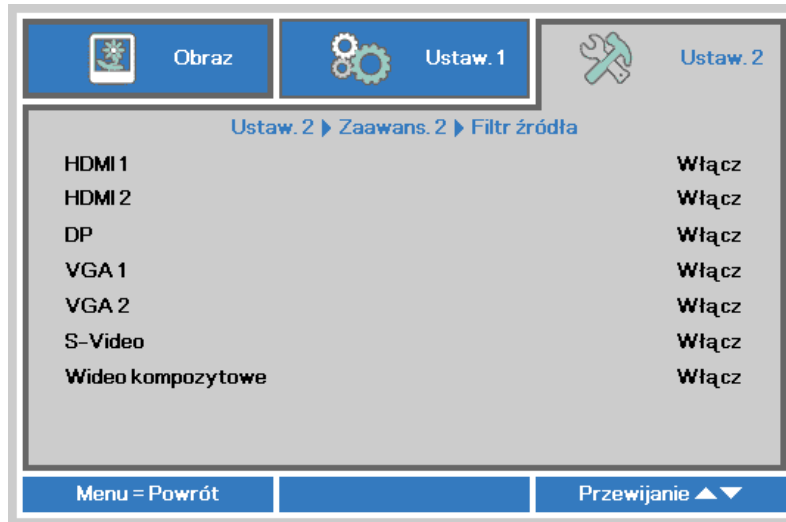 Obraz Ustaw. 1 Ustaw. 2
Ustaw. 2 ▶ Zaawans. 2 ▶ Filtr źródła
HDMI 1 Włącz
HDMI 2 Włącz
DP Włącz
VGA 1 Włącz
VGA 2 Włącz
S-Video Włącz
Wideo kompozytowe Włącz
Menu = Powrót Przewijanie ▲▼